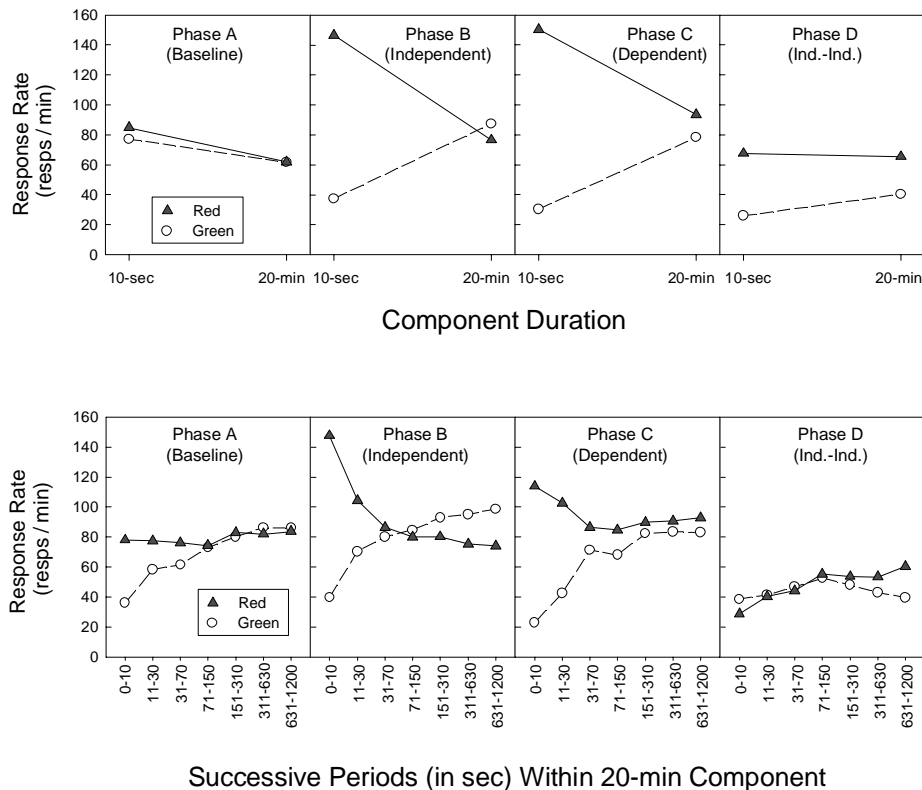 Phase A
(Baseline)
Phase B
(Independent)
Phase C
(Dependent)
Phase D
(Ind.-Ind.)
Response Rate
(resps / min)
160
140
120
100
80
60
40
20
0
Red
Green
10-sec
20-min
10-sec
20-min
10-sec
20-min
10-sec
20-min
Component Duration
Phase A
(Baseline)
Phase B
(Independent)
Phase C
(Dependent)
Phase D
(Ind.-Ind.)
Response Rate
(resps / min)
160
140
120
100
80
60
40
20
0
Red
Green
0-10
11-30
31-70
71-150
151-310
311-630
631-1200
0-10
11-30
31-70
71-150
151-310
311-630
631-1200
0-10
11-30
31-70
71-150
151-310
311-630
631-1200
0-10
11-30
31-70
71-150
151-310
311-630
631-1200
Successive Periods (in sec) Within 20-min Component